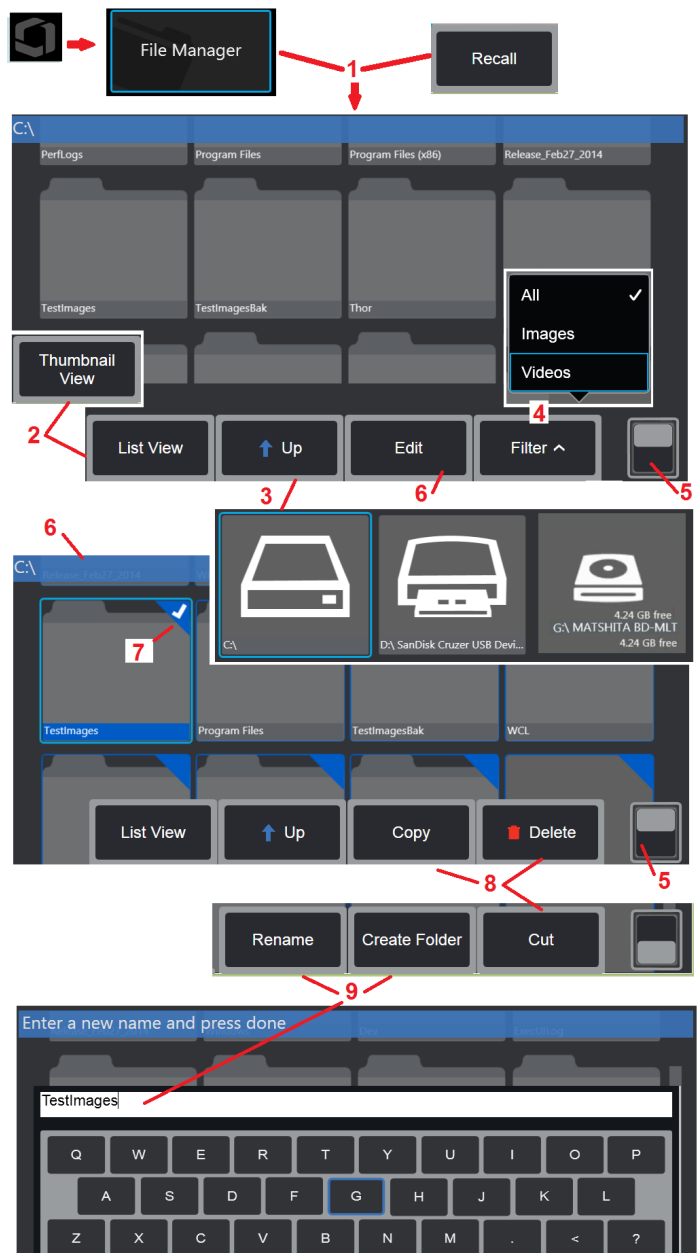 File Manager
Recall
1
C:\
PerfLogs
Program Files
Program Files (x86)
Release_Feb27_2014
TestImages
TestImagesBak
Thor
All
Images
Videos
Thumbnail
View
4
2
List View
Up
Edit
Filter
3
6
5
6
C:\
Release_Feb27_2014
C:\
D:\ SanDisk Cruzer USB Devi...
4.24 GB free
G:\ MATSHITA BD-MLT
4.24 GB free
7
TestImages
Program Files
TestImagesBak
WCL
List View
Up
Copy
Delete
8
5
Rename
Create Folder
Cut
9
Enter a new name and press done
Dev
TestImages
Q W E R T Y U I O P
A S D F G H J K L
Z X C V B N M . < ?